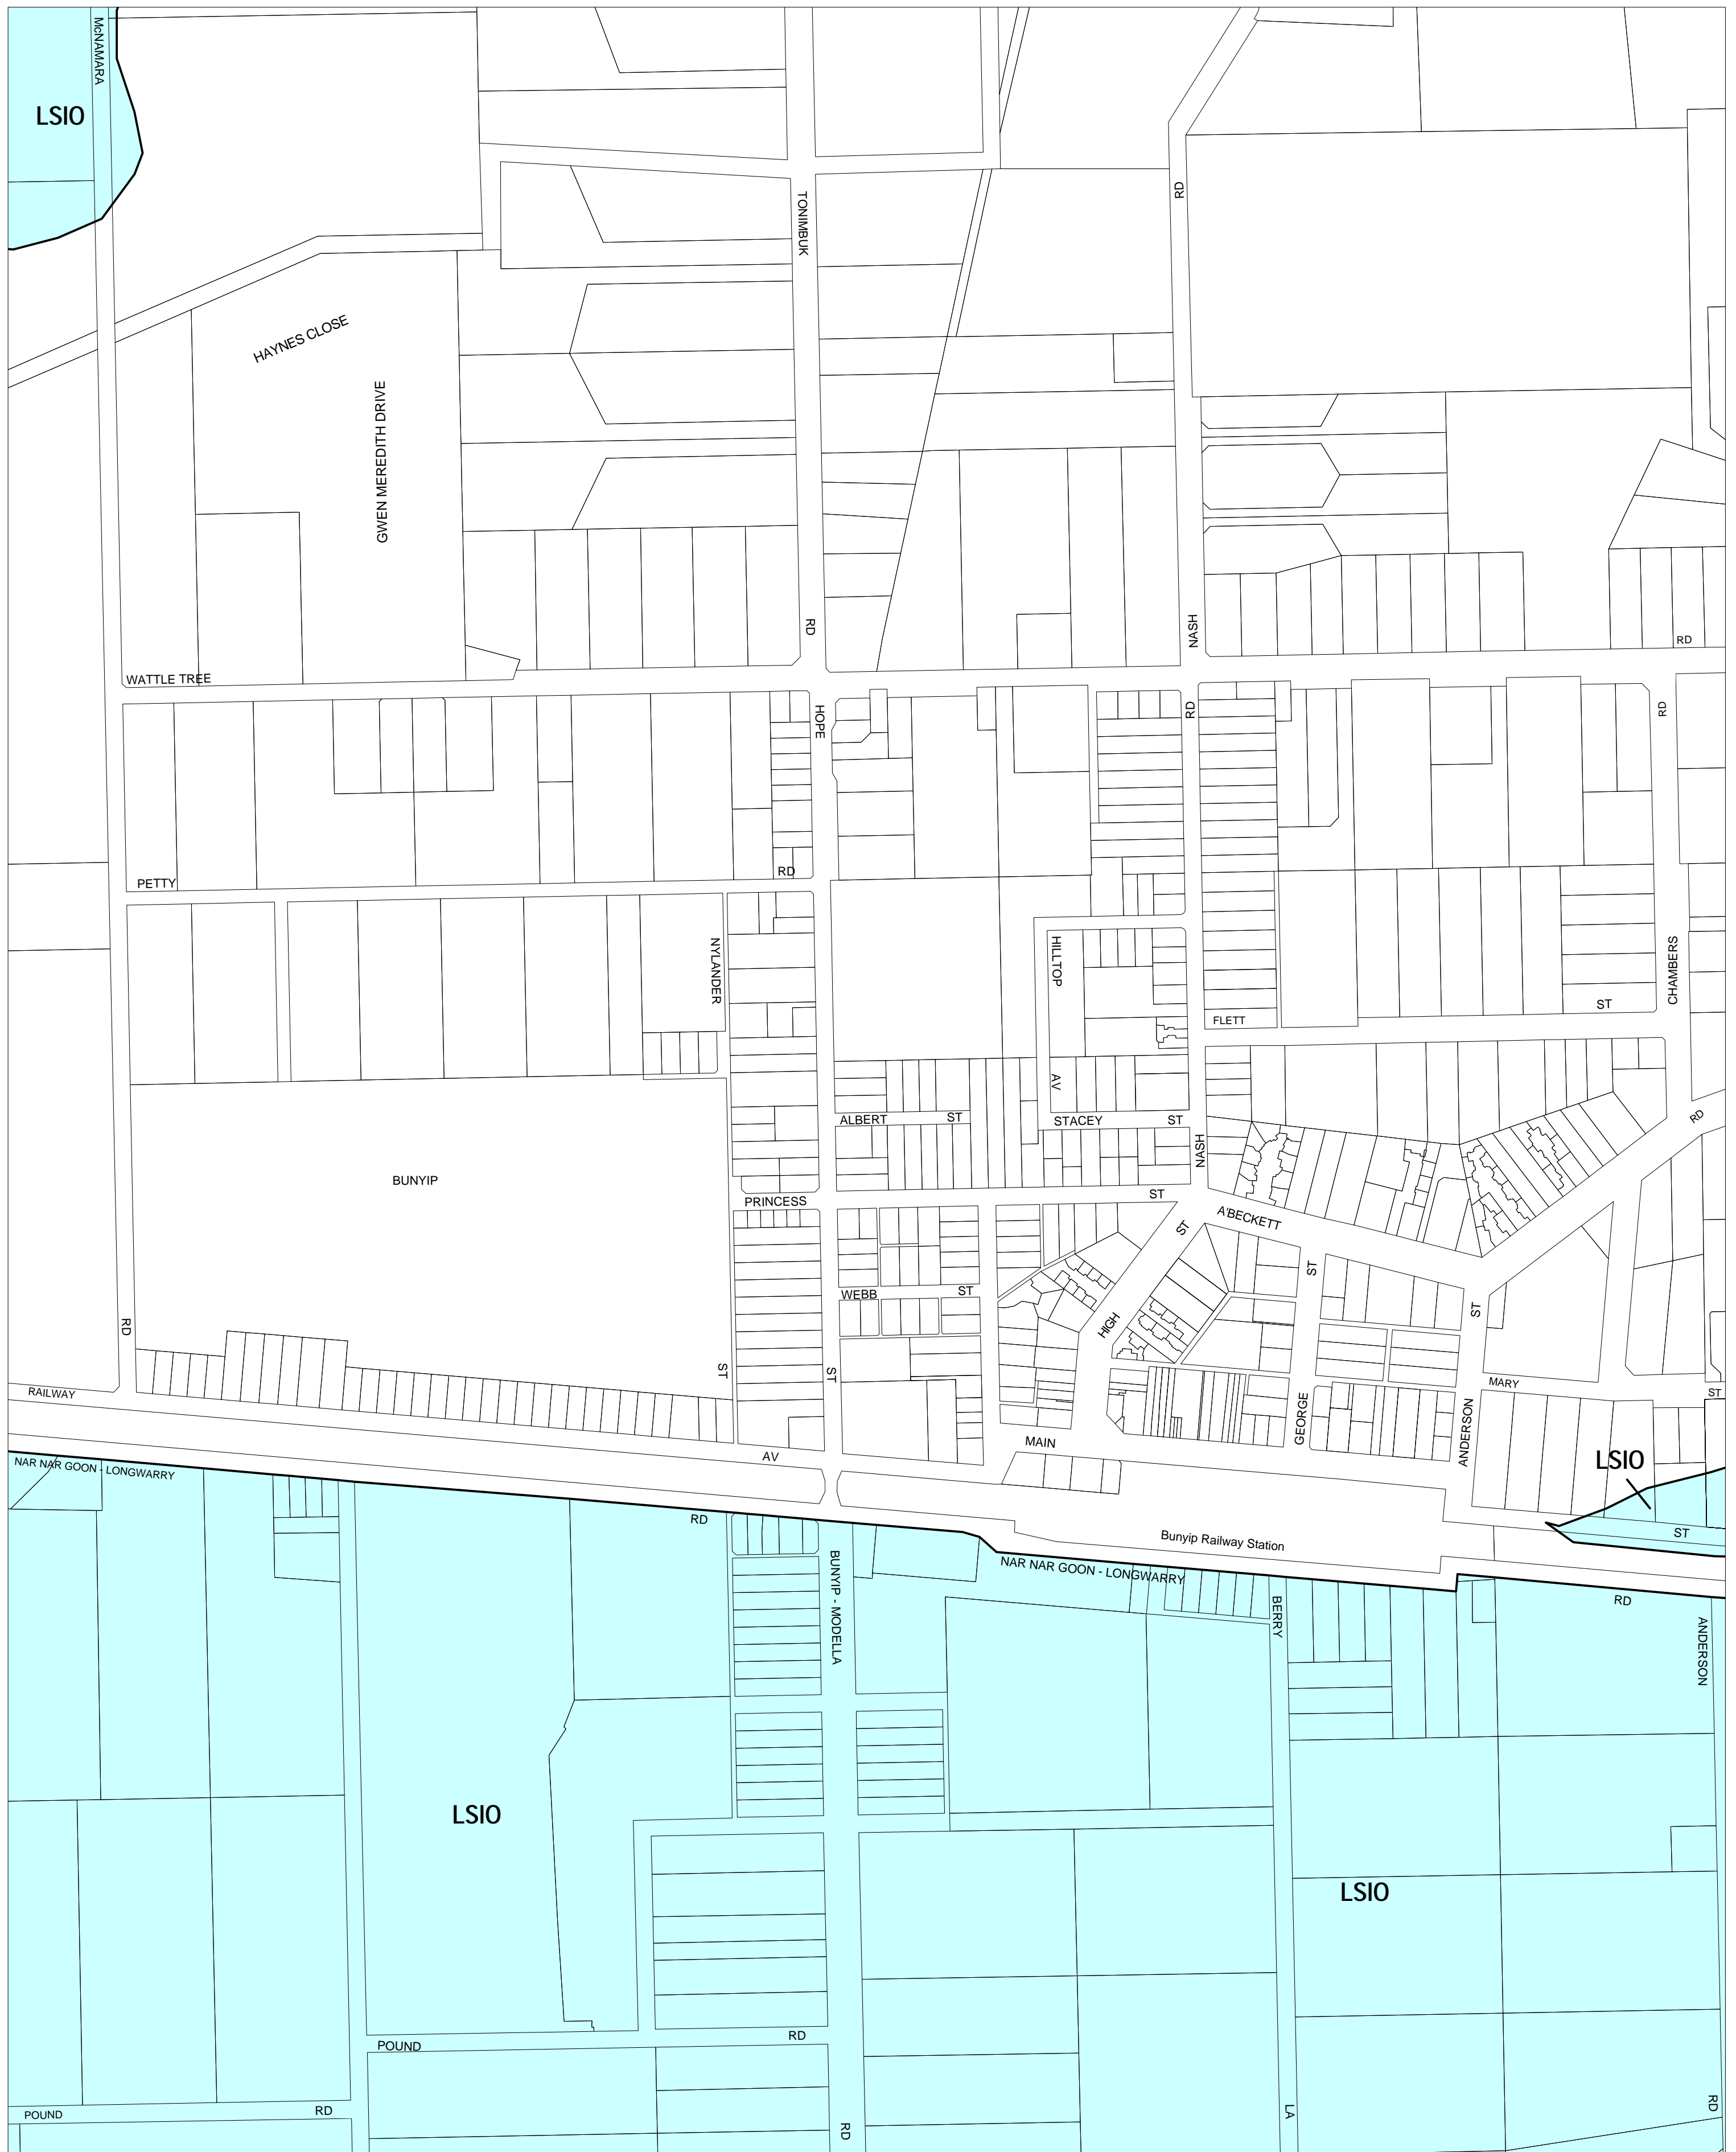 McNAMARA
LSIO
TONIMBUK
RD
HAYNES CLOSE
GWEN MEREDITH DRIVE
RD
NASH
RD
WATTLE TREE
HOPE
RD
RD
PETTY
RD
NYLANDER
HILLTOP
CHAMBERS
ST
FLETT
AV
ALBERT
ST
STACEY
ST
RD
NASH
BUNYIP
PRINCESS
ST
A'BECKETT
ST
ST
WEBB
ST
ST
HIGH
RD
ST
ST
MARY
ST
RAILWAY
GEORGE
ANDERSON
MAIN
AV
LSIO
NAR NAR GOON - LONGWARRY
RD
ST
Bunyip Railway Station
BUNYIP - MODELLA
NAR NAR GOON - LONGWARRY
BERRY
RD
ANDERSON
LSIO
LSIO
RD
POUND
RD
POUND
RD
LA
RD